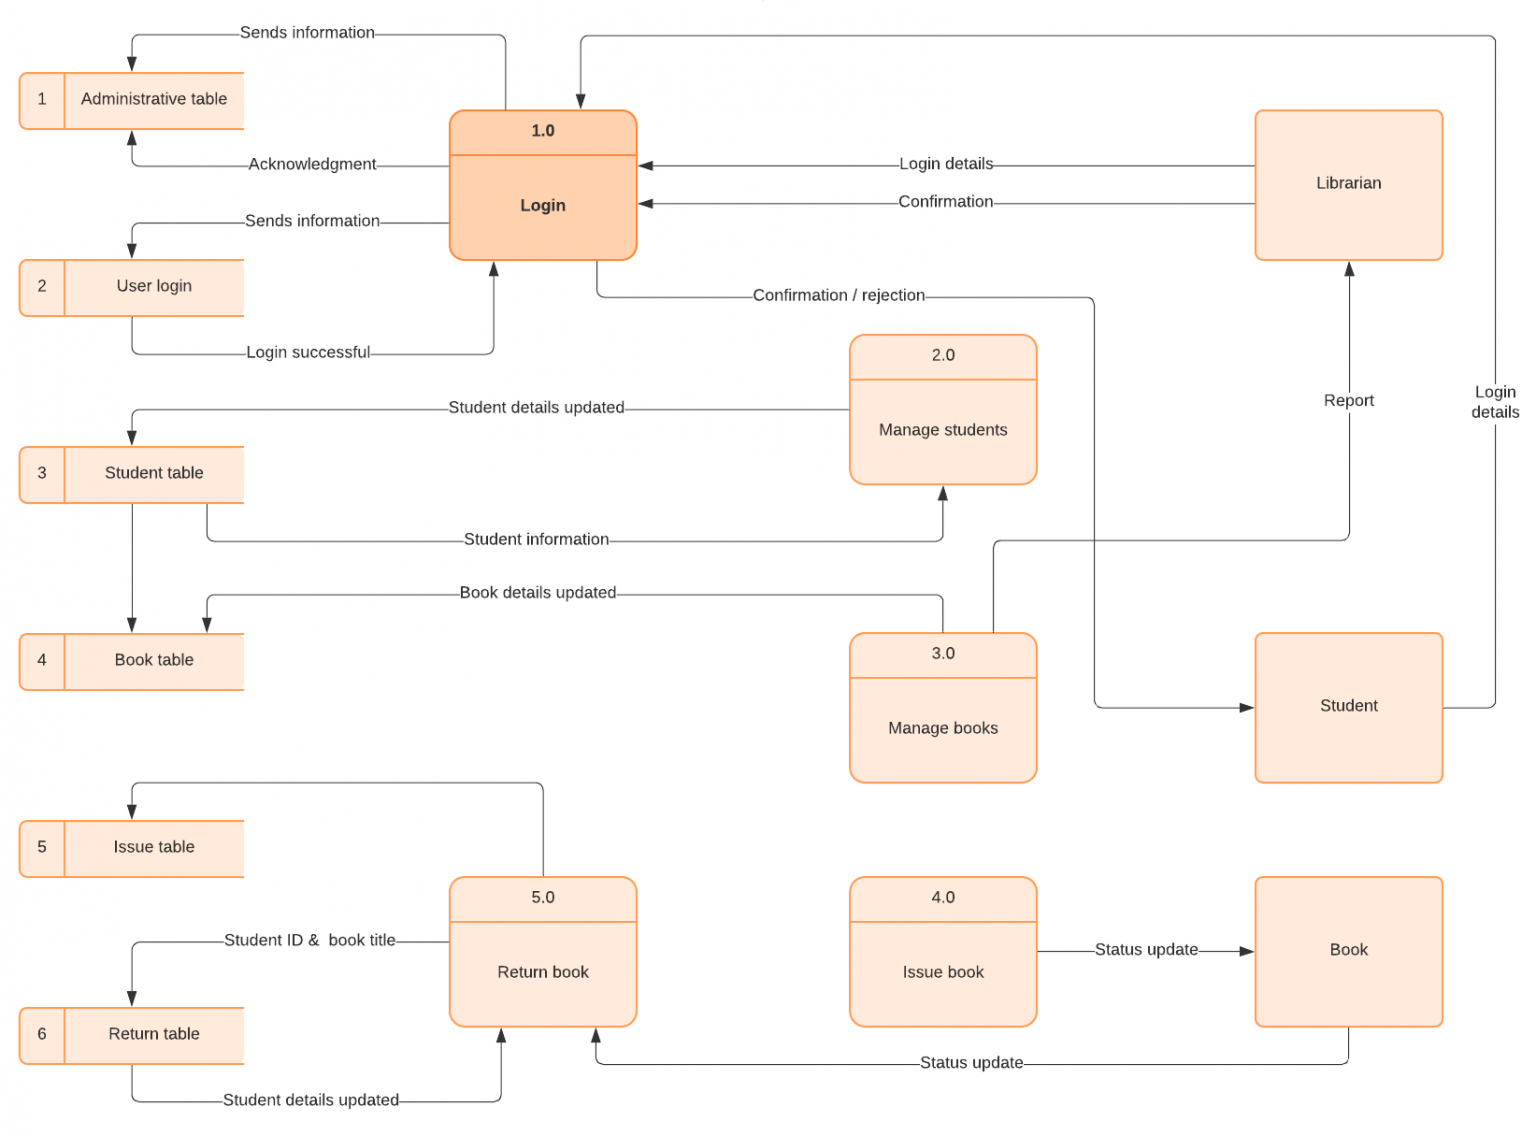 Sends information
1
Administrative table
1.0
Acknowledgment
Login details
Librarian
Login
Confirmation
Sends information
2
User login
Confirmation / rejection
Login successful
2.0
Login
details
Report
Student details updated
Manage students
3
Student table
Student information
Book details updated
4
Book table
3.0
Student
Manage books
5
Issue table
5.0
4.0
Student ID &  book title
Status update
Book
Return book
Issue book
6
Return table
Status update
Student details updated